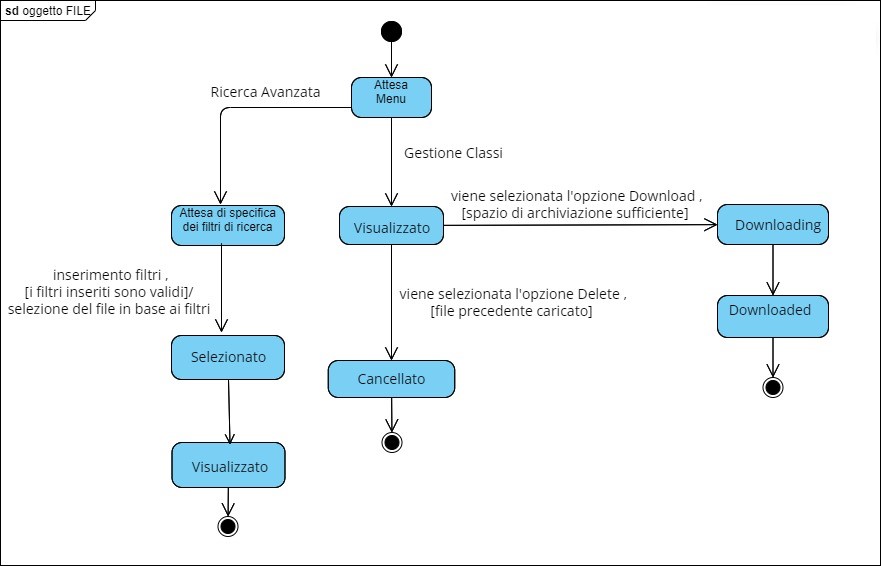 sd oggetto FILE
Attesa
Menu
Ricerca Avanzata
Gestione Classi
viene selezionata l'opzione Download ,
[spazio di archiviazione sufficiente]
Attesa di specifica
dei filtri di ricerca
Visualizzato
Downloading
inserimento filtri ,
[i filtri inseriti sono validi]/
selezione del file in base ai filtri
viene selezionata l'opzione Delete ,
[file precedente caricato]
Downloaded
Selezionato
Cancellato
Visualizzato